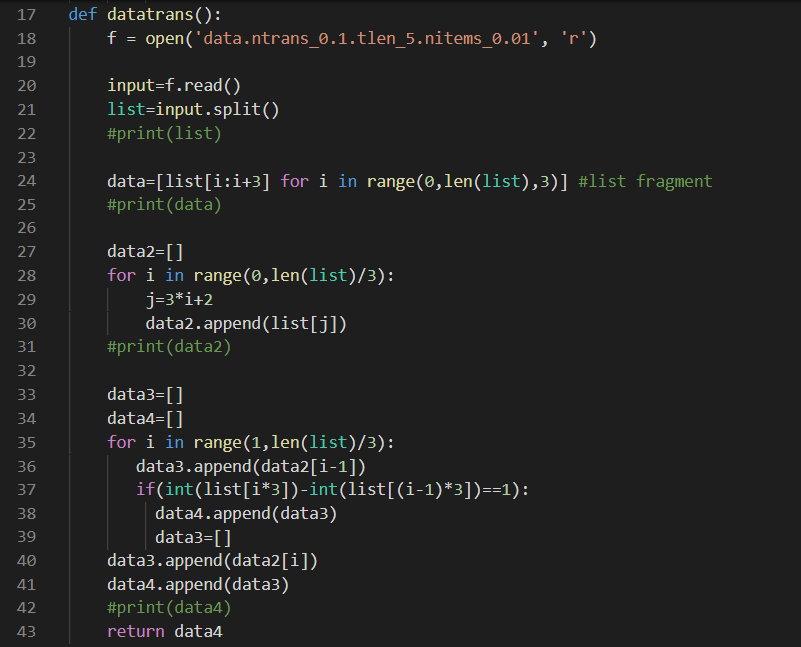 17 def datatrans():
18     f = open('data.ntrans_0.1.tlen_5.nitems_0.01', 'r')
19
20     input=f.read()
21     list=input.split()
22     #print(list)
23
24     data=[list[i:i+3] for i in range(0,len(list),3)] #list fragment
25     #print(data)
26
27     data2=[]
28     for i in range(0,len(list)/3):
29         j=3*i+2
30         data2.append(list[j])
31     #print(data2)
32
33     data3=[]
34     data4=[]
35     for i in range(1,len(list)/3):
36        data3.append(data2[i-1])
37        if(int(list[i*3])-int(list[(i-1)*3])==1):
38          data4.append(data3)
39          data3=[]
40     data3.append(data2[i])
41     data4.append(data3)
42     #print(data4)
43     return data4